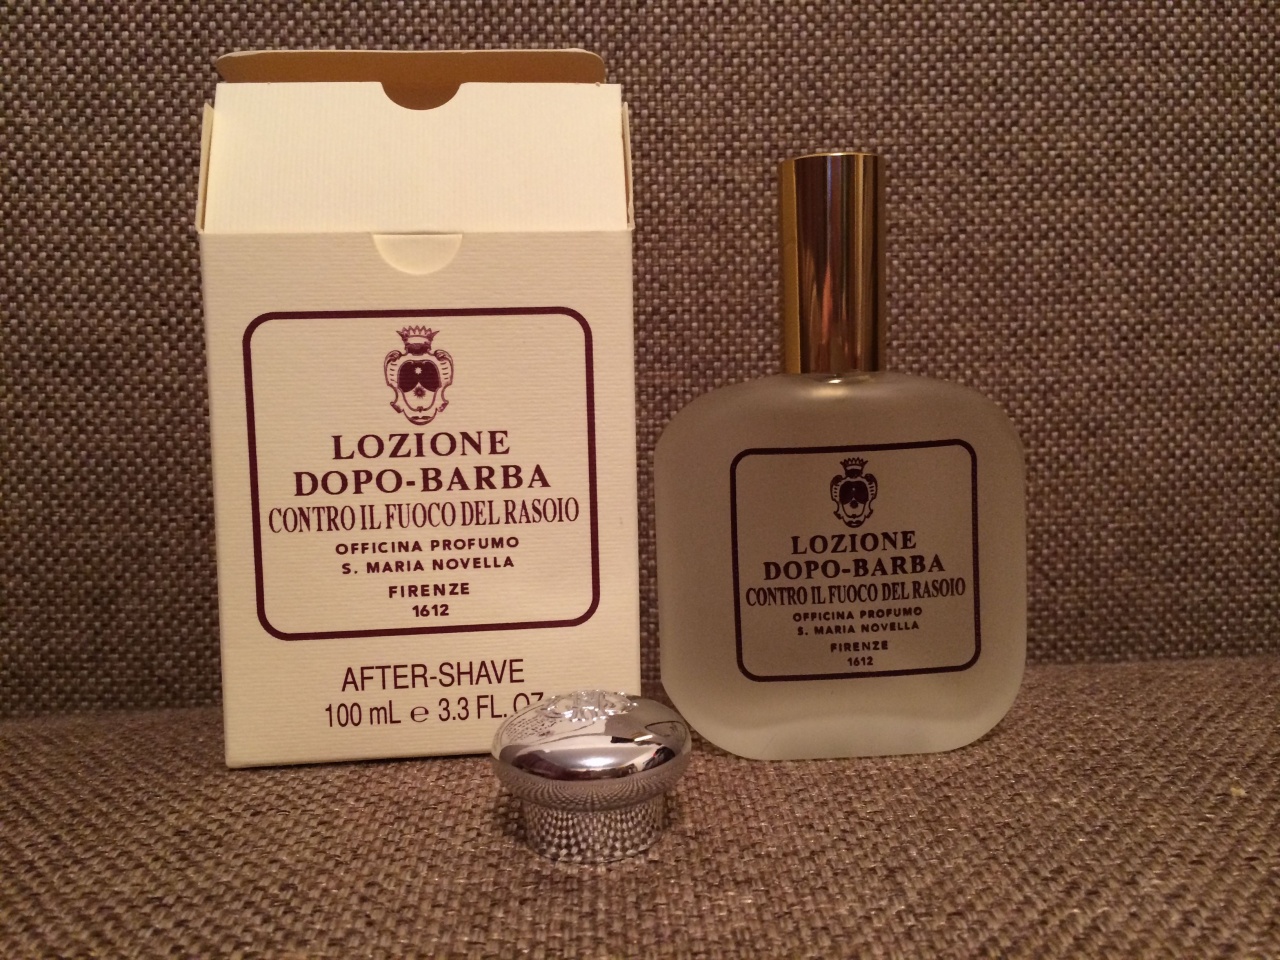 LOZIONE
DOPO-BARBA
CONTRO IL FUOCO DEL RASOIO
OFFICINA PROFUMO
S. MARIA NOVELLA
FIRENZE
1612
AFTER-SHAVE
100 mL e 3.3 FL. OZ
LOZIONE
DOPO-BARBA
CONTRO IL FUOCO DEL RASOIO
OFFICINA PROFUMO
S. MARIA NOVELLA
FIRENZE
1612